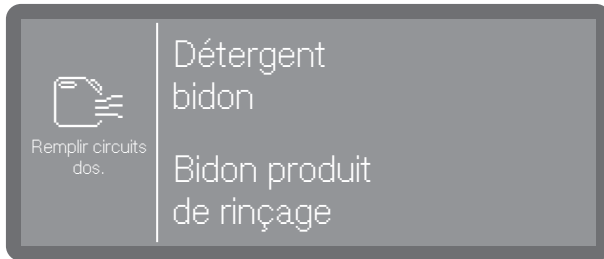 Remplir circuits
dos.
Détergent
bidon
Bidon produit
de rinçage